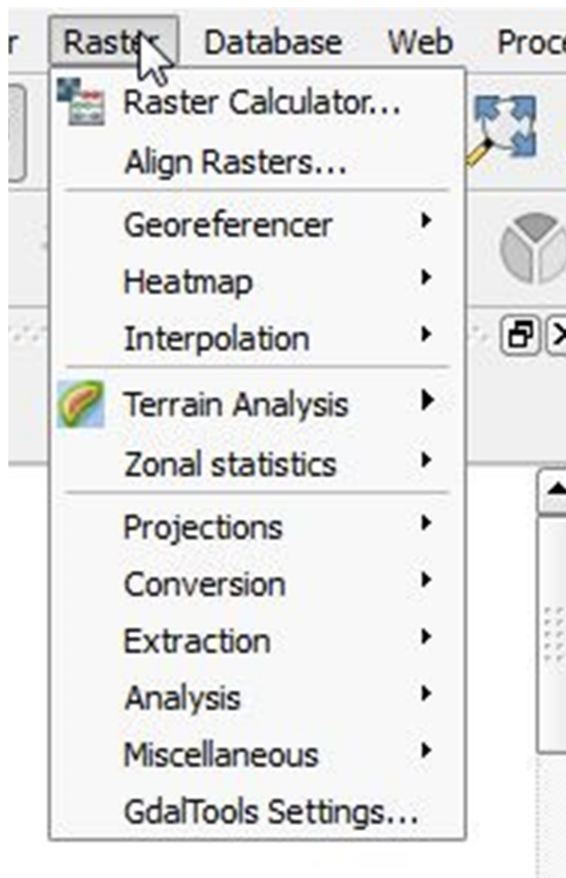 r Raster Database Web Proce
Raster Calculator...
Align Rasters...
Georeferencer
Heatmap
Interpolation
Terrain Analysis
Zonal statistics
Projections
Conversion
Extraction
Analysis
Miscellaneous
GdalTools Settings...